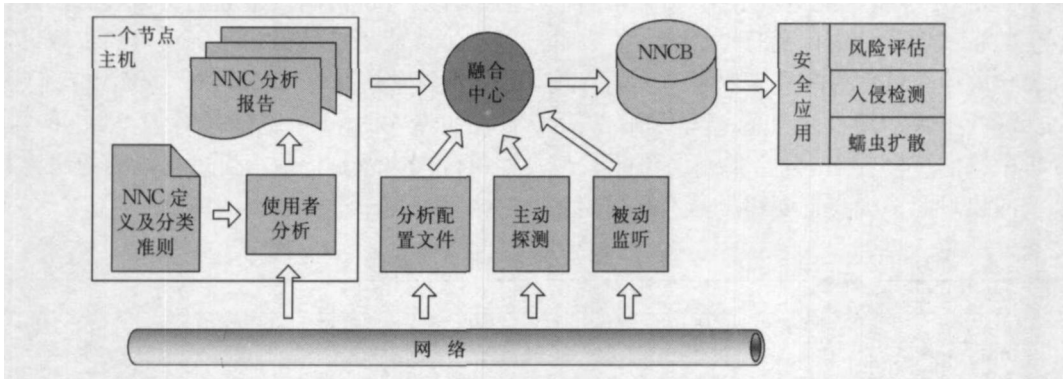 一个节点
主机
NNC 分析
报告
融合
中心
NNCB
安全应用
风险评估
入侵检测
蠕虫扩散
NNC 定
义及分类
准则
使用者
分析
分析配
置文件
主动
探测
被动
监听
网 络